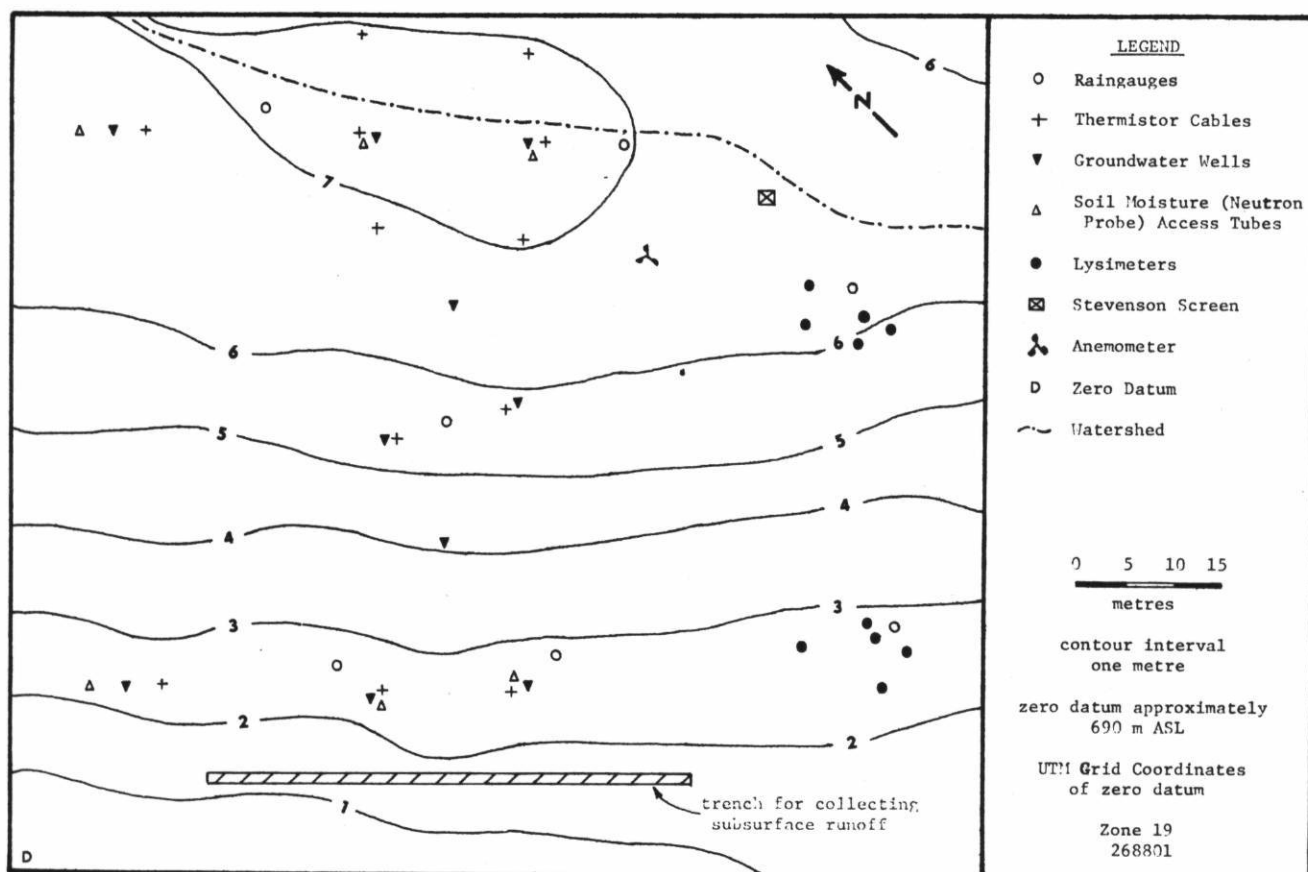 6
N
7
6
6
5
5
4
4
3
3
2
2
1
trench for collecting
subsurface runoff
D
LEGEND
Raingauges
Thermistor Cables
Groundwater Wells
Soil Moisture (Neutron
Probe) Access Tubes
Lysimeters
Stevenson Screen
Anemometer
D Zero Datum
Watershed
0 5 10 15
metres
contour interval
one metre
zero datum approximately
690 m ASL
UTM Grid Coordinates
of zero datum
Zone 19
268801